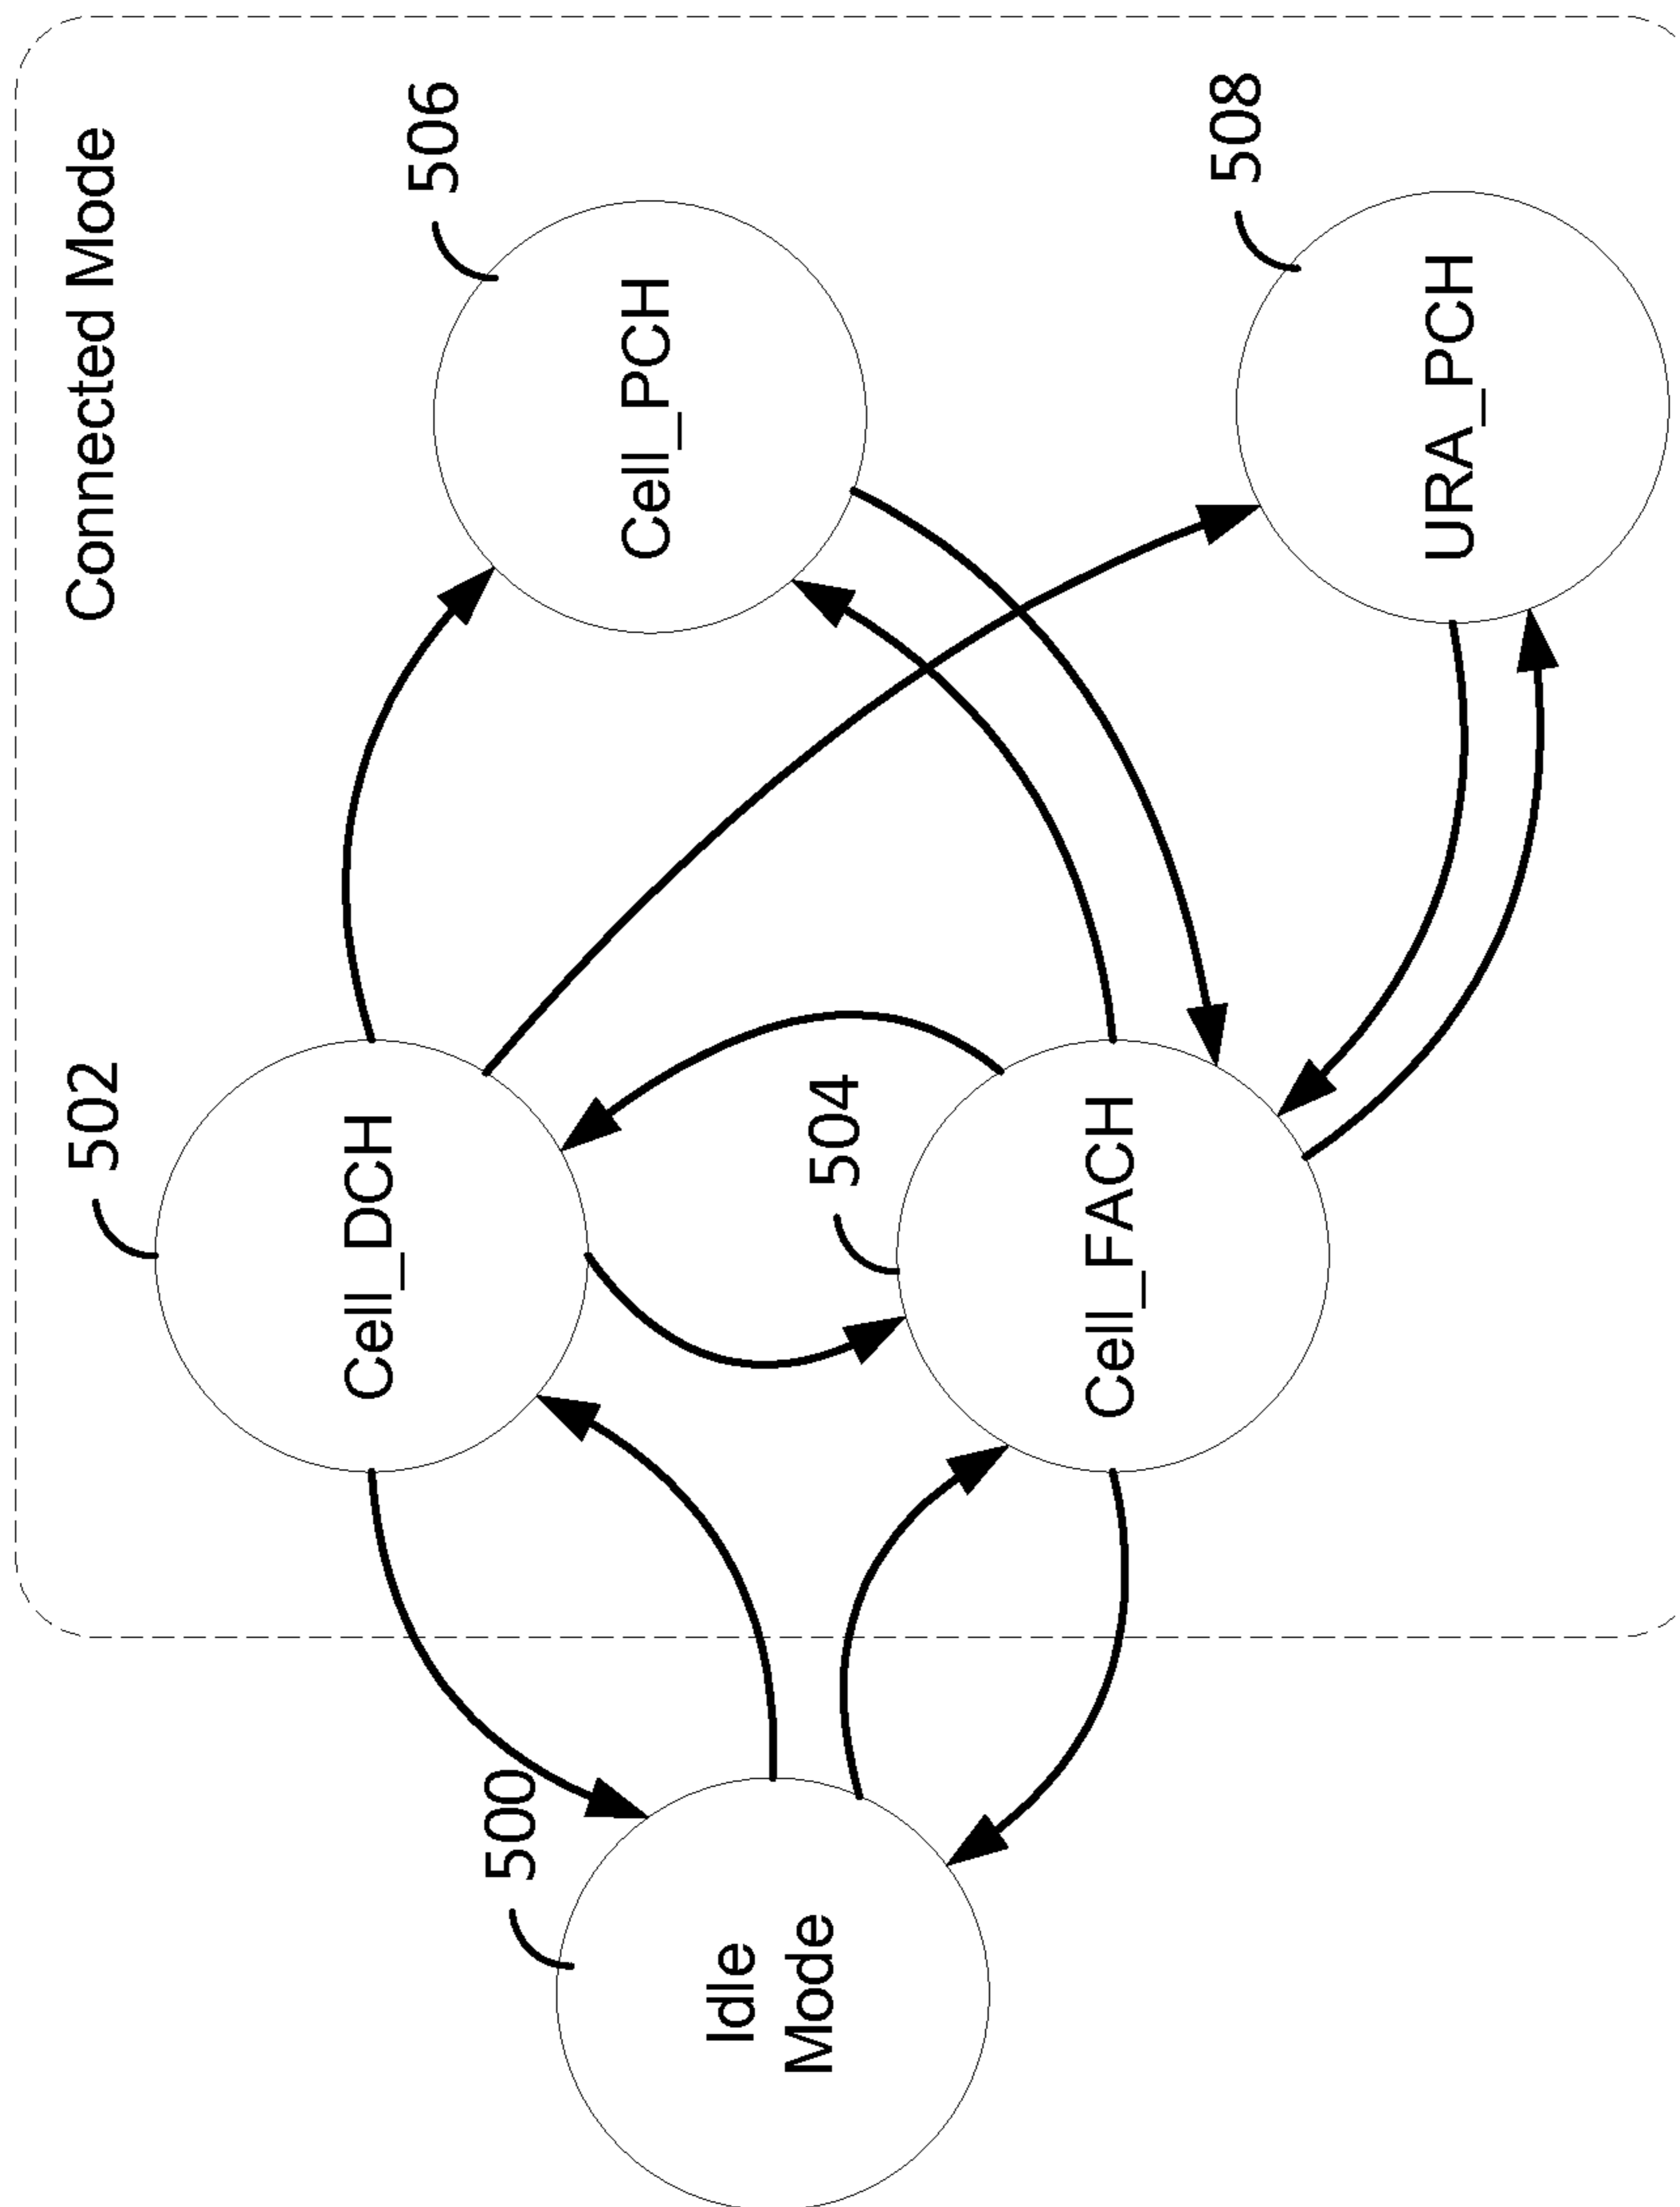 Connected Mode
502
Cell_DCH
506
Cell_PCH
500
Idle
Mode
504
Cell_FACH
508
URA_PCH